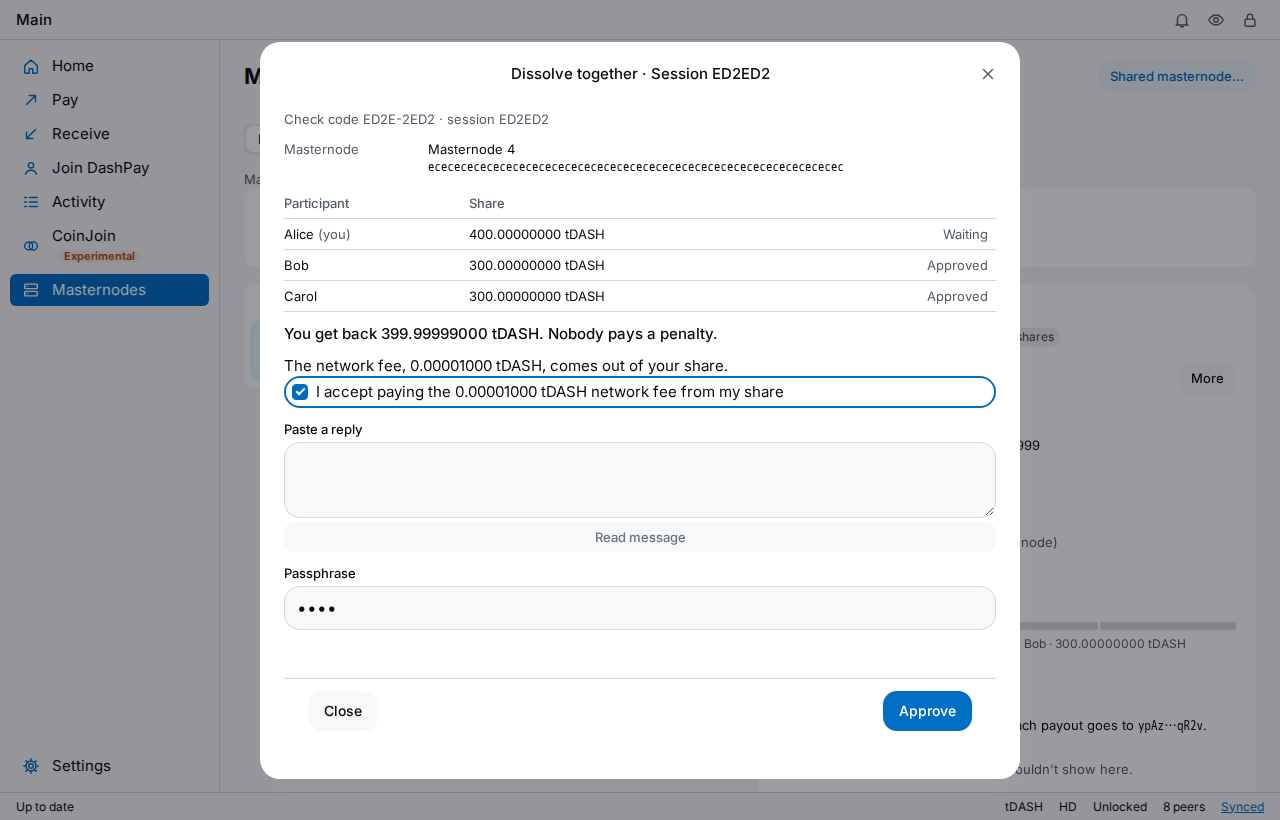 Main
Home
Pay
Receive
Join DashPay
Activity
CoinJoin
Experimental
Masternodes
Settings
Shared masternode...
Dissolve together · Session ED2ED2
Check code ED2E-2ED2 · session ED2ED2
Masternode
Masternode 4
ecececececececececececececececececececececececececececececececec
Participant Share
Alice (you) 400.00000000 tDASH Waiting
Bob 300.00000000 tDASH Approved
Carol 300.00000000 tDASH Approved
You get back 399.99999000 tDASH. Nobody pays a penalty.
The network fee, 0.00001000 tDASH, comes out of your share.
I accept paying the 0.00001000 tDASH network fee from my share
Paste a reply
Read message
Passphrase
Close
Approve
shares
More
999
node)
Bob · 300.00000000 tDASH
payout goes to ypAz…qR2v.
show here.
Up to date
tDASH HD Unlocked 8 peers Synced